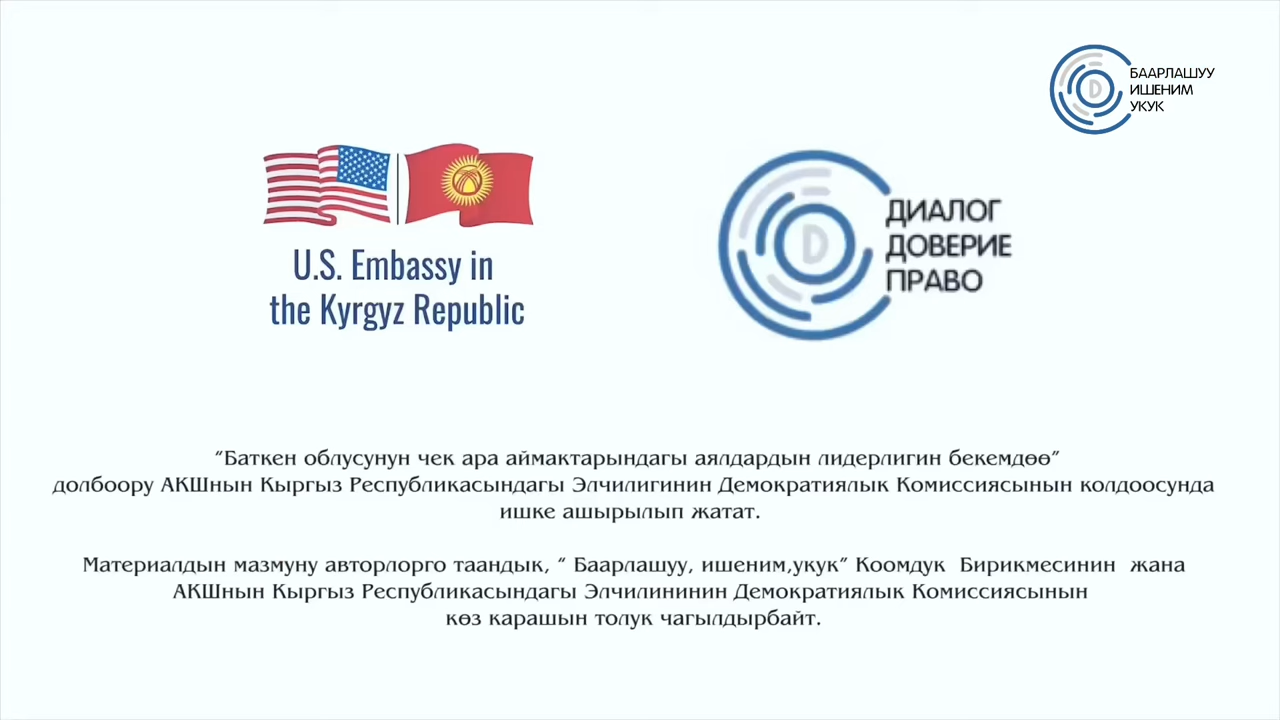 БААРЛАШУУ
ИШЕНИМ
УКУК
U.S. Embassy in
the Kyrgyz Republic
D
ДИАЛОГ
ДОВЕРИЕ
ПРАВО
“Баткен облусунун чек ара аймактарындагы аялдардын лидерлигин бекемдөө”
долбоору АКШнын Кыргыз Республикасындагы Элчилигинин Демократиялык Комиссиясынын колдоосунда
ишке ашырылып жатат.
Материалдын мазмуну авторлорго таандык, “ Баарлашуу, ишеним,укук” Коомдук Бирикмесинин жана
АКШнын Кыргыз Республикасындагы Элчилининин Демократиялык Комиссиясынын
көз карашын толук чагылдырбайт.